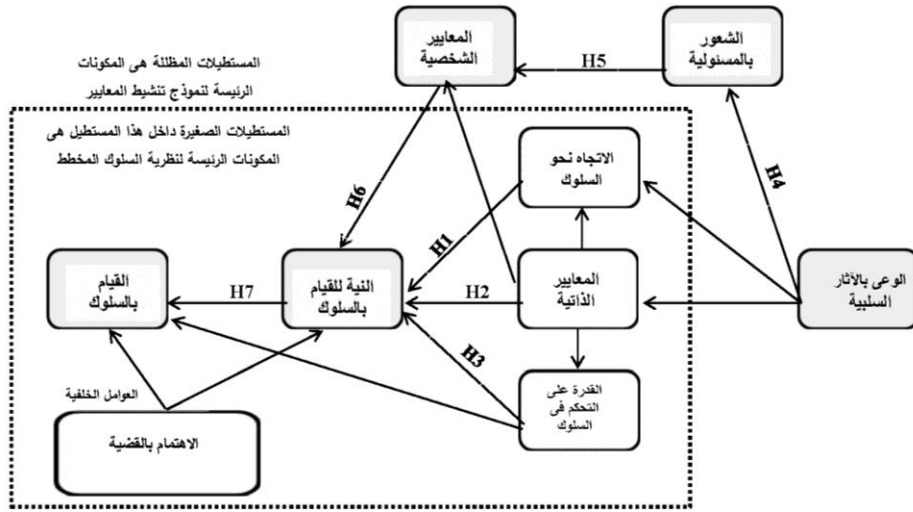 المعايير
الشخصية
H5
الشعور
بالمسئولية
المستطيلات المظللة هى المكونات
الرئيسة لنموذج تنشيط المعايير
المستطيلات الصغيرة داخل هذا المستطيل هى
المكونات الرئيسة لنظرية السلوك المخطط
الاتجاه نحو
السلوك
H4
H6
H1
الوعى بالآثار
السلبية
المعايير
الذاتية
H2
النية للقيام
بالسلوك
H7
القيام
بالسلوك
H3
القدرة على
التحكم فى
السلوك
العوامل الخلفية
الاهتمام بالقضية